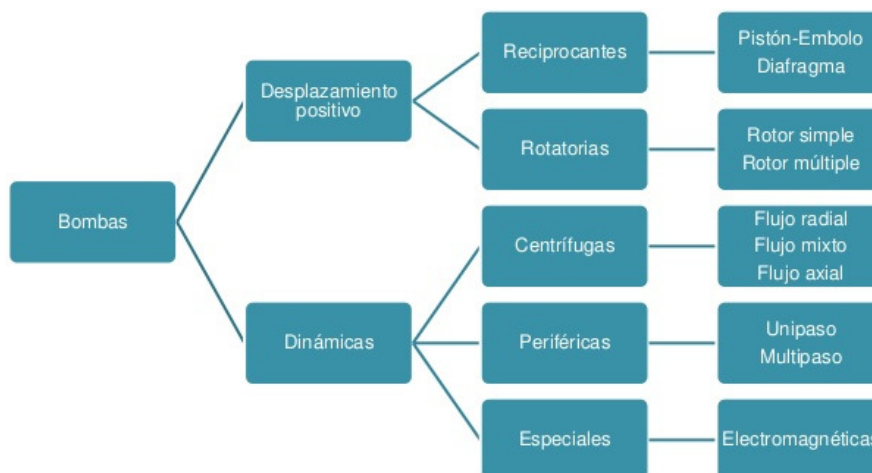 Bombas
Desplazamiento
positivo
Reciprocantes
Pistón-Embolo
Diafragma
Rotatorias
Rotor simple
Rotor múltiple
Dinámicas
Centrífugas
Flujo radial
Flujo mixto
Flujo axial
Periféricas
Unipaso
Multipaso
Especiales
Electromagnéticas